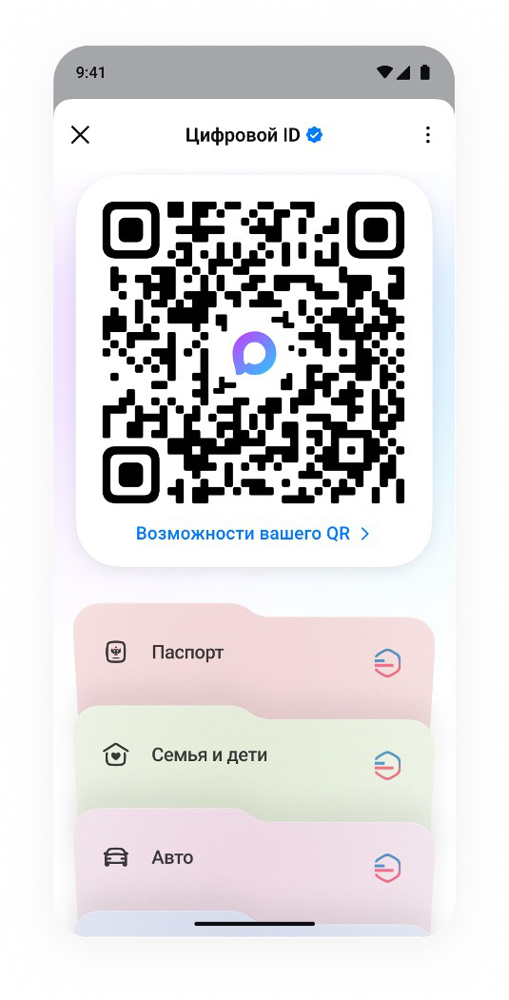 9:41
Цифровой ID
Возможности вашего QR
Паспорт
Семья и дети
Авто